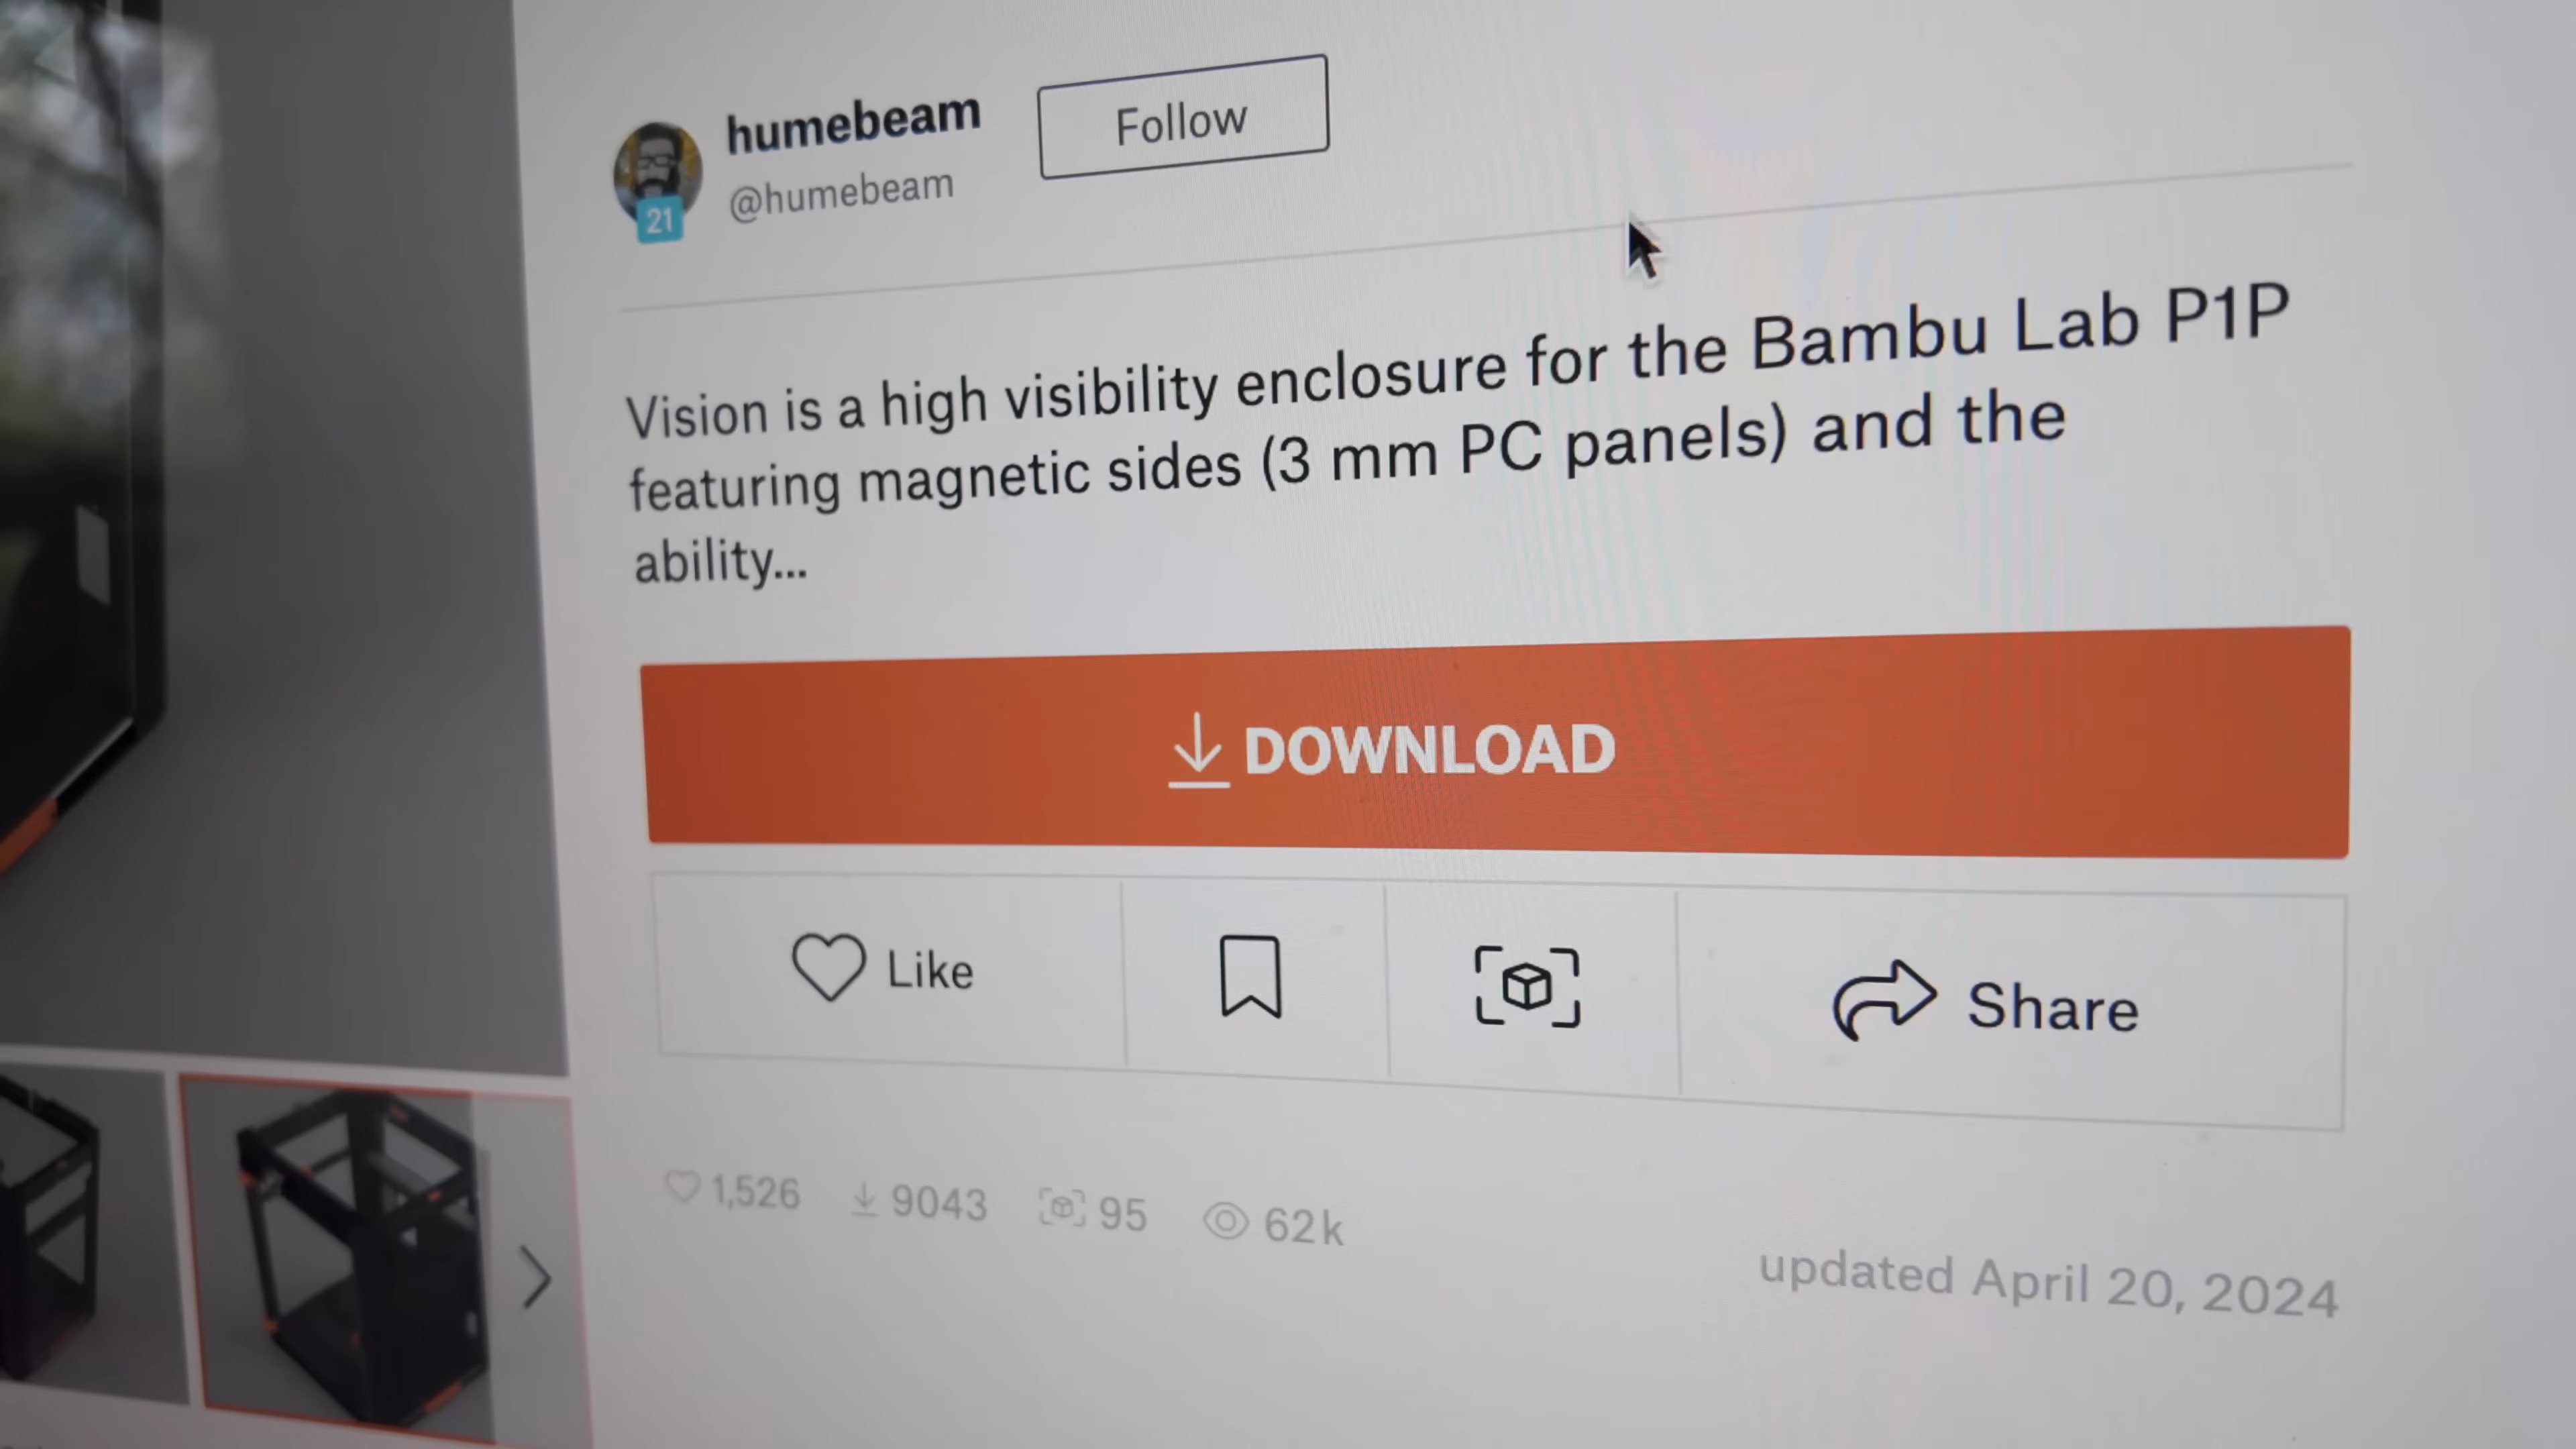 humebeam
@humebeam
21
Follow
Vision is a high visibility enclosure for the Bambu Lab P1P
featuring magnetic sides (3 mm PC panels) and the
ability...
DOWNLOAD
Like
Share
1,526 9043 95 62k
updated April 20, 2024